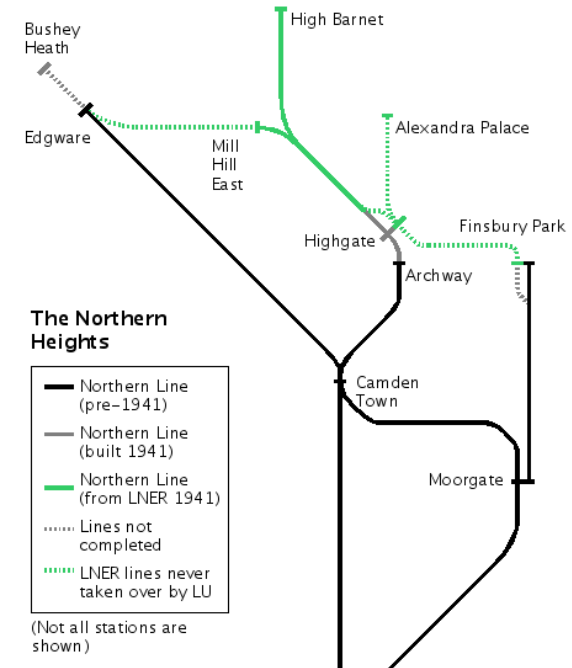 Bushey
Heath
High Barnet
Edgware
Mill
Hill
East
Alexandra Palace
Highgate
Finsbury Park
Archway
The Northern
Heights
Northern Line
(pre–1941)
Northern Line
(built 1941)
Northern Line
(from LNER 1941)
Lines not
completed
LNER lines never
taken over by LU
(Not all stations are
shown)
Camden
Town
Moorgate